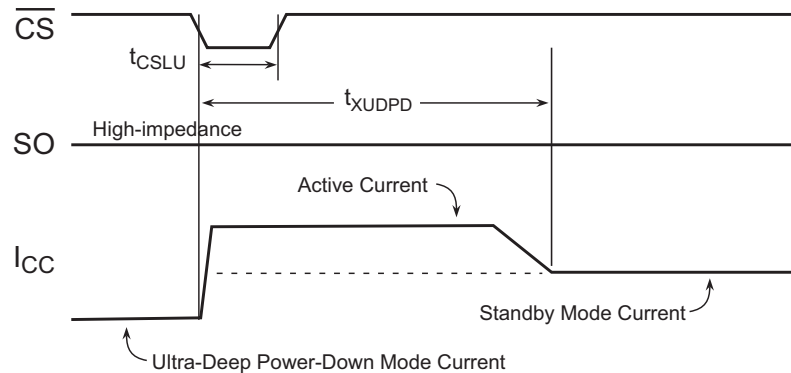 CS
tCSLU
tXUDPD
High-impedance
SO
Active Current
ICC
Standby Mode Current
Ultra-Deep Power-Down Mode Current